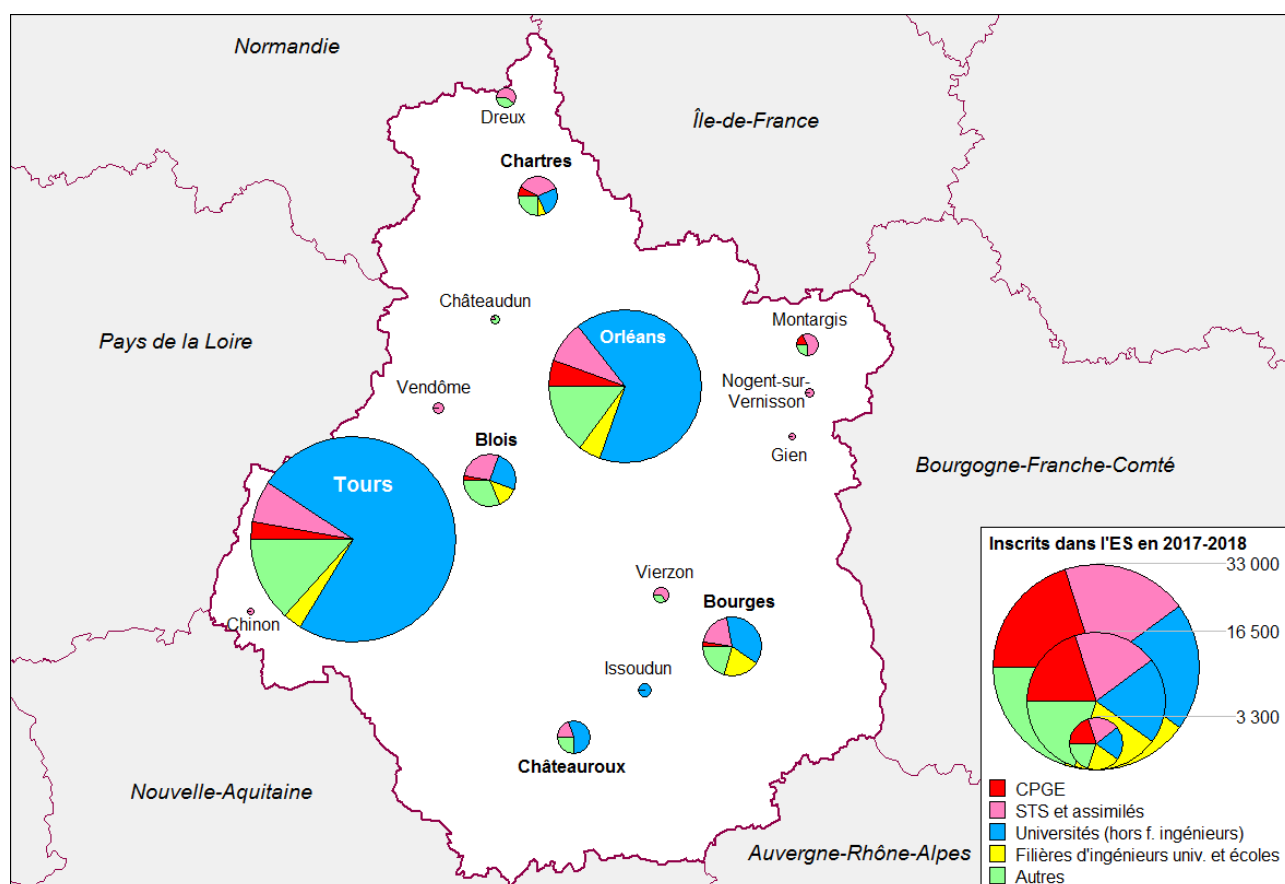 Normandie
Île-de-France
Dreux
Chartres
Châteaudun
Montargis
Pays de la Loire
Orléans
Nogent-sur-
Vernisson
Vendôme
Blois
Gien
Bourgogne-Franche-Comté
Tours
Vierzon
Bourges
Chinon
Issoudun
Châteauroux
Nouvelle-Aquitaine
Auvergne-Rhône-Alpes
Inscrits dans l'ES en 2017-2018
33 000
16 500
3 300
CPGE
STS et assimilés
Universités (hors f. ingénieurs)
Filières d'ingénieurs univ. et écoles
Autres